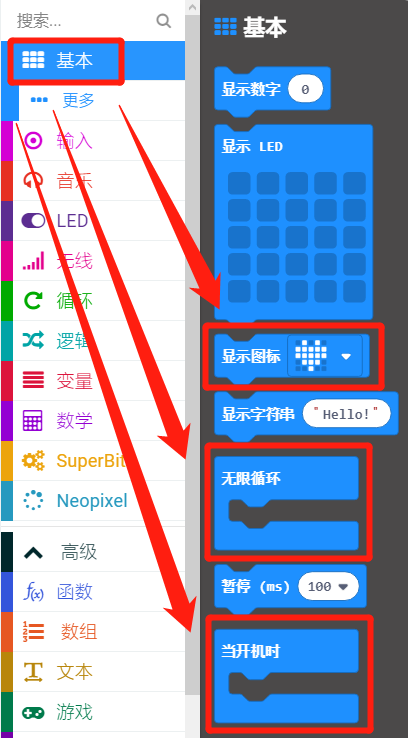 搜索...
基本
更多
输入
音乐
LED
无线
循环
逻辑
变量
数学
SuperBit
Neopixel
高级
f(x) 函数
1
2
3
数组
T 文本
游戏
基本
显示数字 0
显示 LED
显示图标
显示字符串 "Hello!"
无限循环
暂停 (ms) 100
当开机时